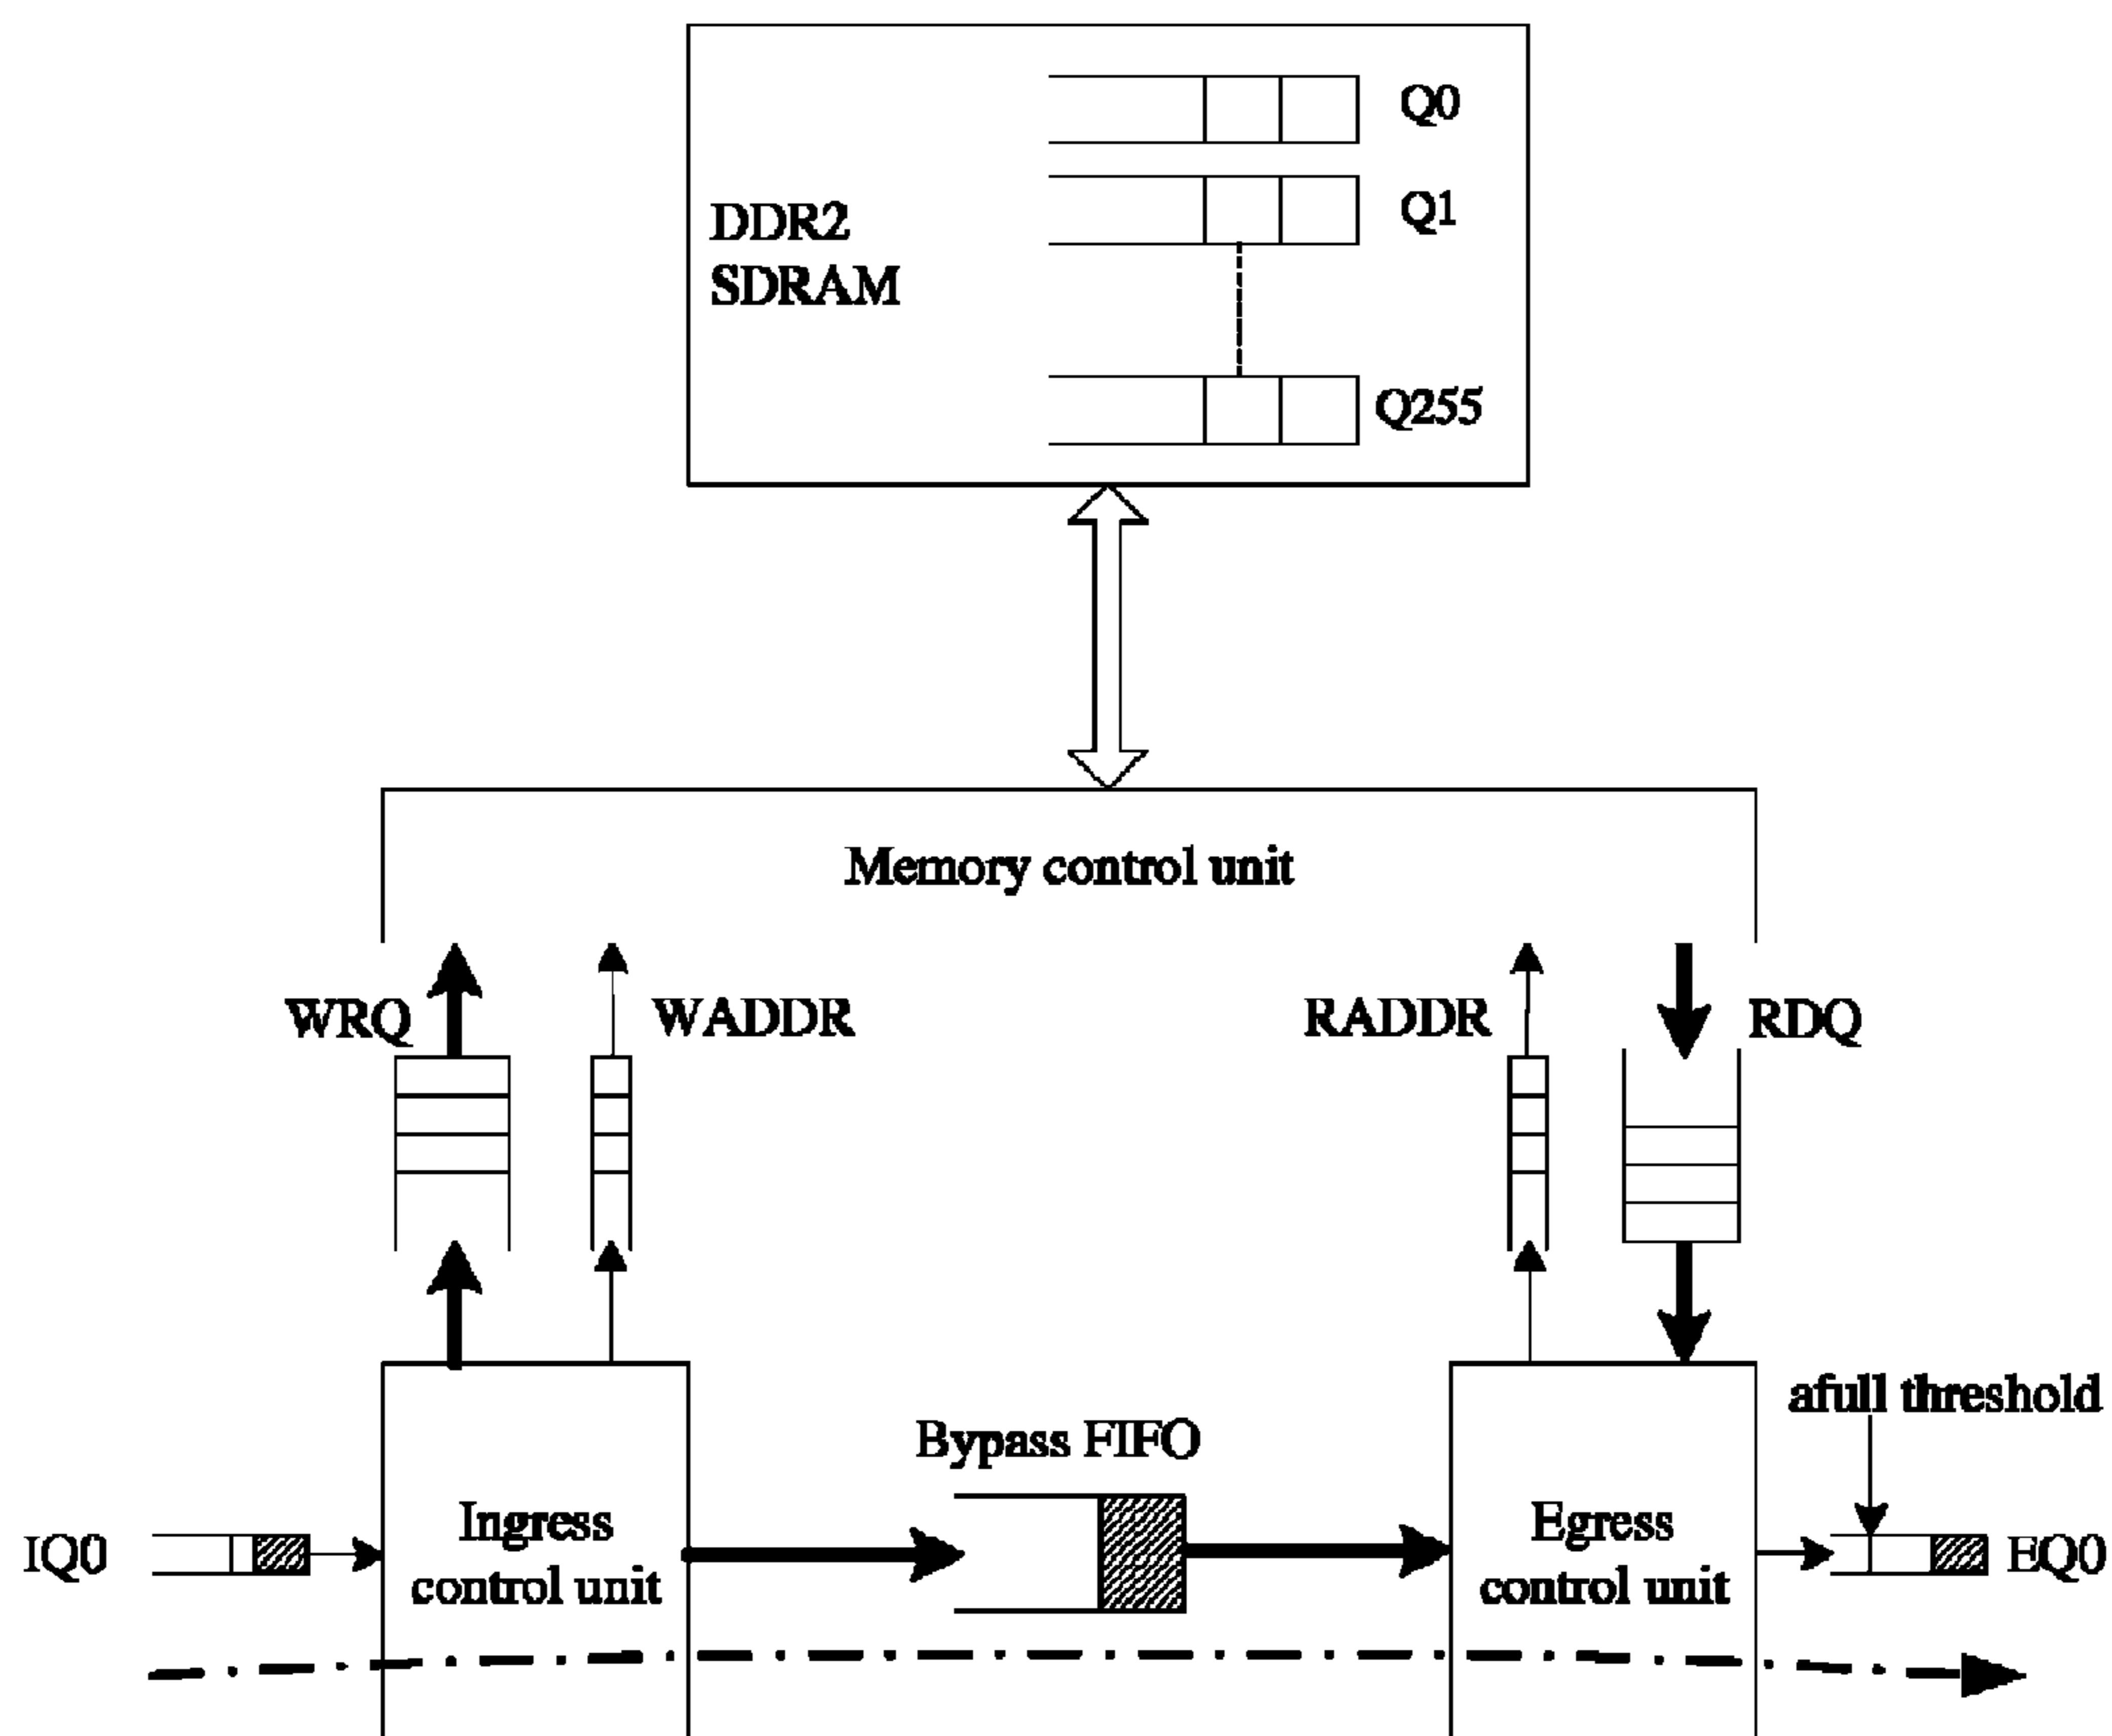 Q0
Q1
DDR2
SDRAM
Q255
Memory control unit
WRQ
WADDR
RADDR
RDQ
afull threshold
Bypass FIFO
IQ0
Ingress
control unit
Egress
control unit
EQ0